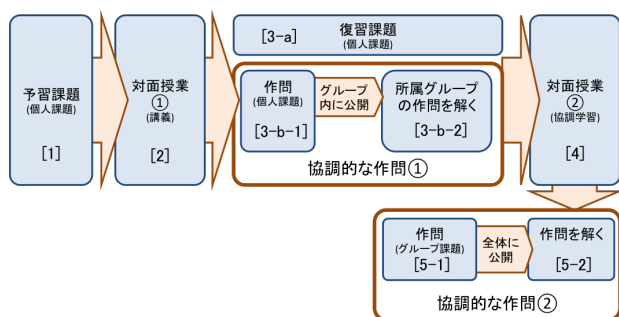 予習課題
(個人課題)
[1]
対面授業
①
(講義)
[2]
[3-a]
復習課題
(個人課題)
作問
(個人課題)
[3-b-1]
グループ
内に公開
所属グループ
の作問を解く
[3-b-2]
協調的な作問①
対面授業
②
(協調学習)
[4]
作問
(グループ課題)
[5-1]
全体に
公開
作問を解く
[5-2]
協調的な作問②